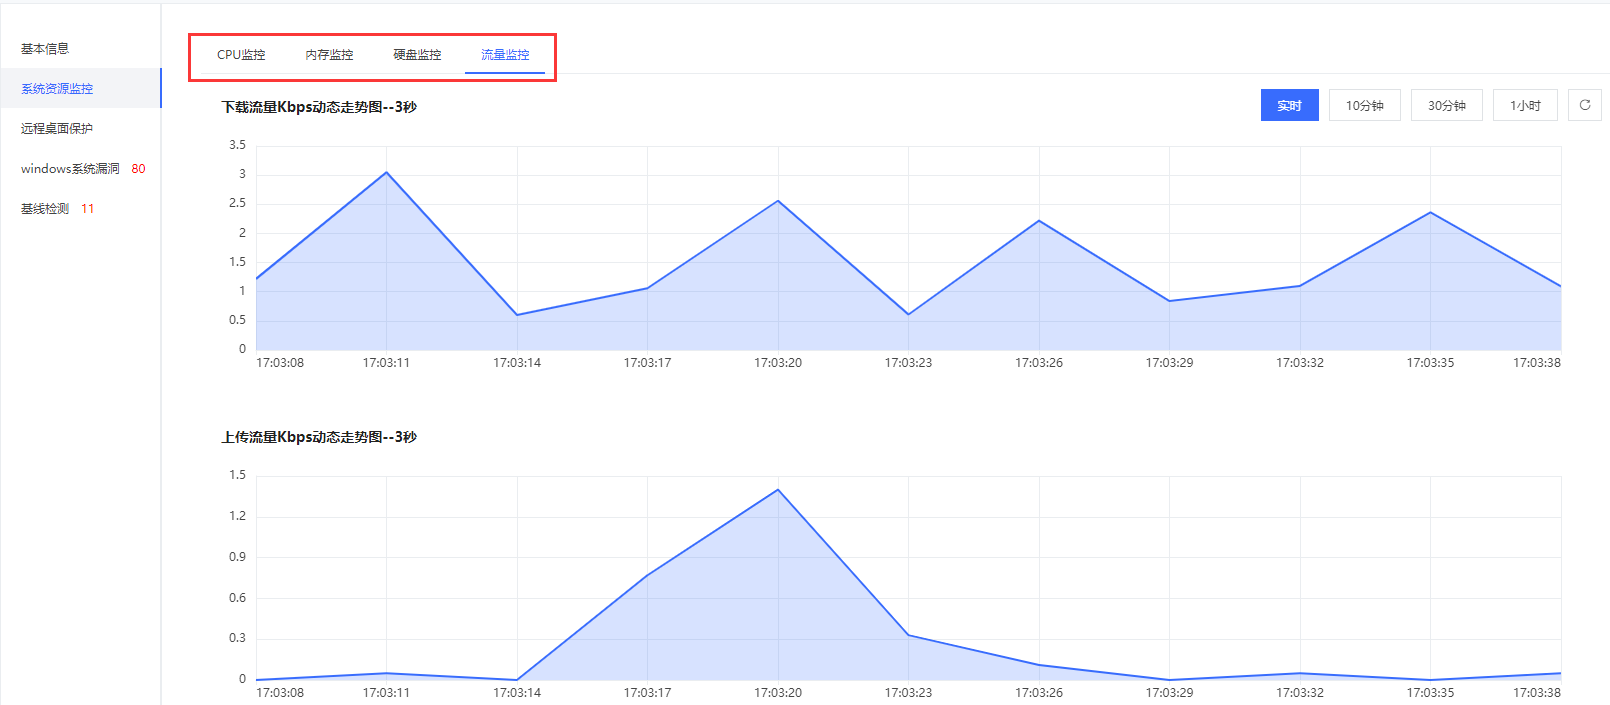 基本信息
系统资源监控
远程桌面保护
windows系统漏洞 80
基线检测 11
CPU监控 内存监控 硬盘监控 流量监控
下载流量Kbps动态走势图--3秒
实时 10分钟 30分钟 1小时
3.5
3
2.5
2
1.5
1
0.5
0
17:03:08 17:03:11 17:03:14 17:03:17 17:03:20 17:03:23 17:03:26 17:03:29 17:03:32 17:03:35 17:03:38
上传流量Kbps动态走势图--3秒
1.5
1.2
0.9
0.6
0.3
0
17:03:08 17:03:11 17:03:14 17:03:17 17:03:20 17:03:23 17:03:26 17:03:29 17:03:32 17:03:35 17:03:38